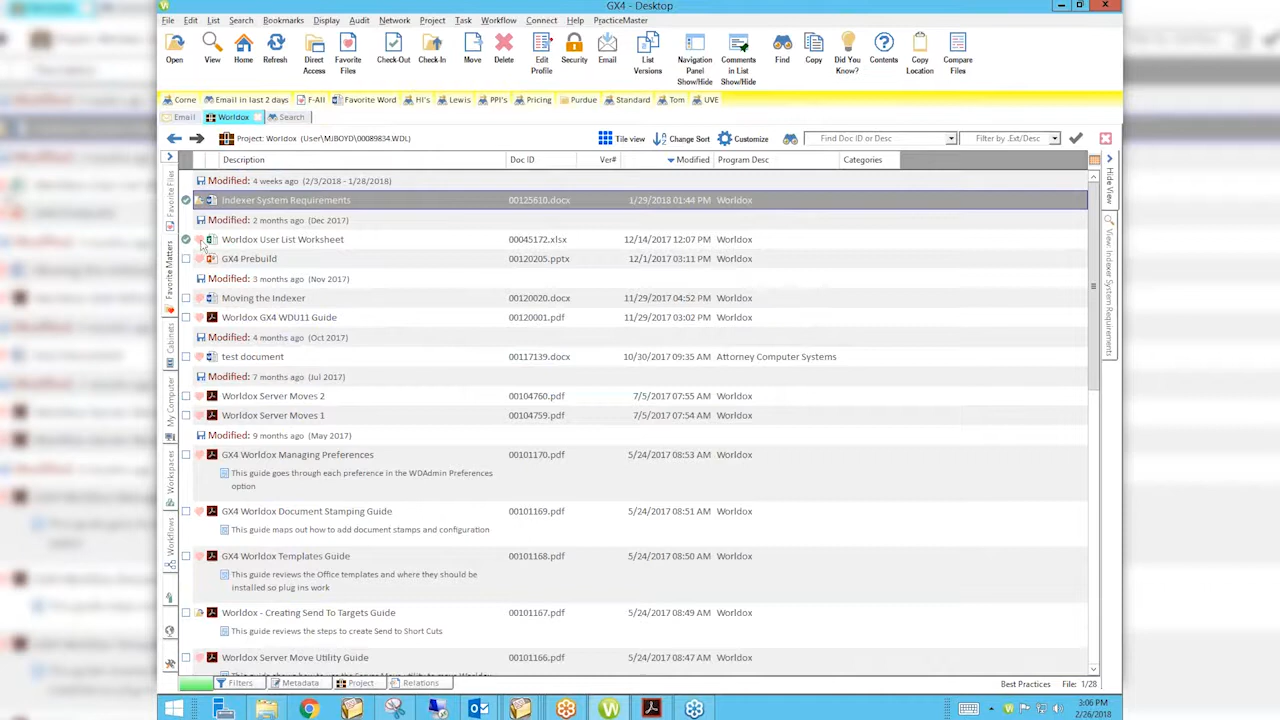 GX4 - Desktop
File Edit List Search Bookmarks Display Audit Network Project Task Workflow Connect Help PracticeMaster
Open View Home Refresh Direct Access Favorite Files Check-Out Check-In Move Delete Edit Profile Security Email List Versions Navigation Panel Show/Hide Comments in List Show/Hide Find Copy Did You Know? Contents Copy Location Compare Files
Corne Email in last 2 days F-All Favorite Word HI's Lewis PPI's Pricing Purdue Standard Tom UVE
Email Worldox Search
Project: Worldox (User\MJBOYD\00089834.WDL) Tile view Change Sort Customize Find Doc ID or Desc Filter by .Ext/Desc
Description Doc ID Ver# Modified Program Desc Categories
Modified: 4 weeks ago (2/3/2018 - 1/28/2018)
Indexer System Requirements 00125610.docx 1/29/2018 01:44 PM Worldox
Modified: 2 months ago (Dec 2017)
Worldox User List Worksheet 00045172.xlsx 12/14/2017 12:07 PM Worldox
GX4 Prebuild 00120205.pptx 12/1/2017 03:11 PM Worldox
Modified: 3 months ago (Nov 2017)
Moving the Indexer 00120020.docx 11/29/2017 04:52 PM Worldox
Worldox GX4 WDU11 Guide 00120001.pdf 11/29/2017 03:02 PM Worldox
Modified: 4 months ago (Oct 2017)
test document 00117139.docx 10/30/2017 09:35 AM Attorney Computer Systems
Modified: 7 months ago (Jul 2017)
Worldox Server Moves 2 00104760.pdf 7/5/2017 07:55 AM Worldox
Worldox Server Moves 1 00104759.pdf 7/5/2017 07:54 AM Worldox
Modified: 9 months ago (May 2017)
GX4 Worldox Managing Preferences 00101170.pdf 5/24/2017 08:53 AM Worldox
This guide goes through each preference in the WDAdmin Preferences
option
GX4 Worldox Document Stamping Guide 00101169.pdf 5/24/2017 08:51 AM Worldox
This guide maps out how to add document stamps and configuration
GX4 Worldox Templates Guide 00101168.pdf 5/24/2017 08:50 AM Worldox
This guide reviews the Office templates and where they should be
installed so plug ins work
Worldox - Creating Send To Targets Guide 00101167.pdf 5/24/2017 08:49 AM Worldox
This guide reviews the steps to create Send to Short Cuts
Worldox Server Move Utility Guide 00101166.pdf 5/24/2017 08:47 AM Worldox
Favorite Files
Favorite Matters
Cabinets
My Computer
Workspaces
Workflows
Hide View
View: Indexer System Requirements
Filters Metadata Project Relations Best Practices File: 1/28
3:06 PM
2/26/2018